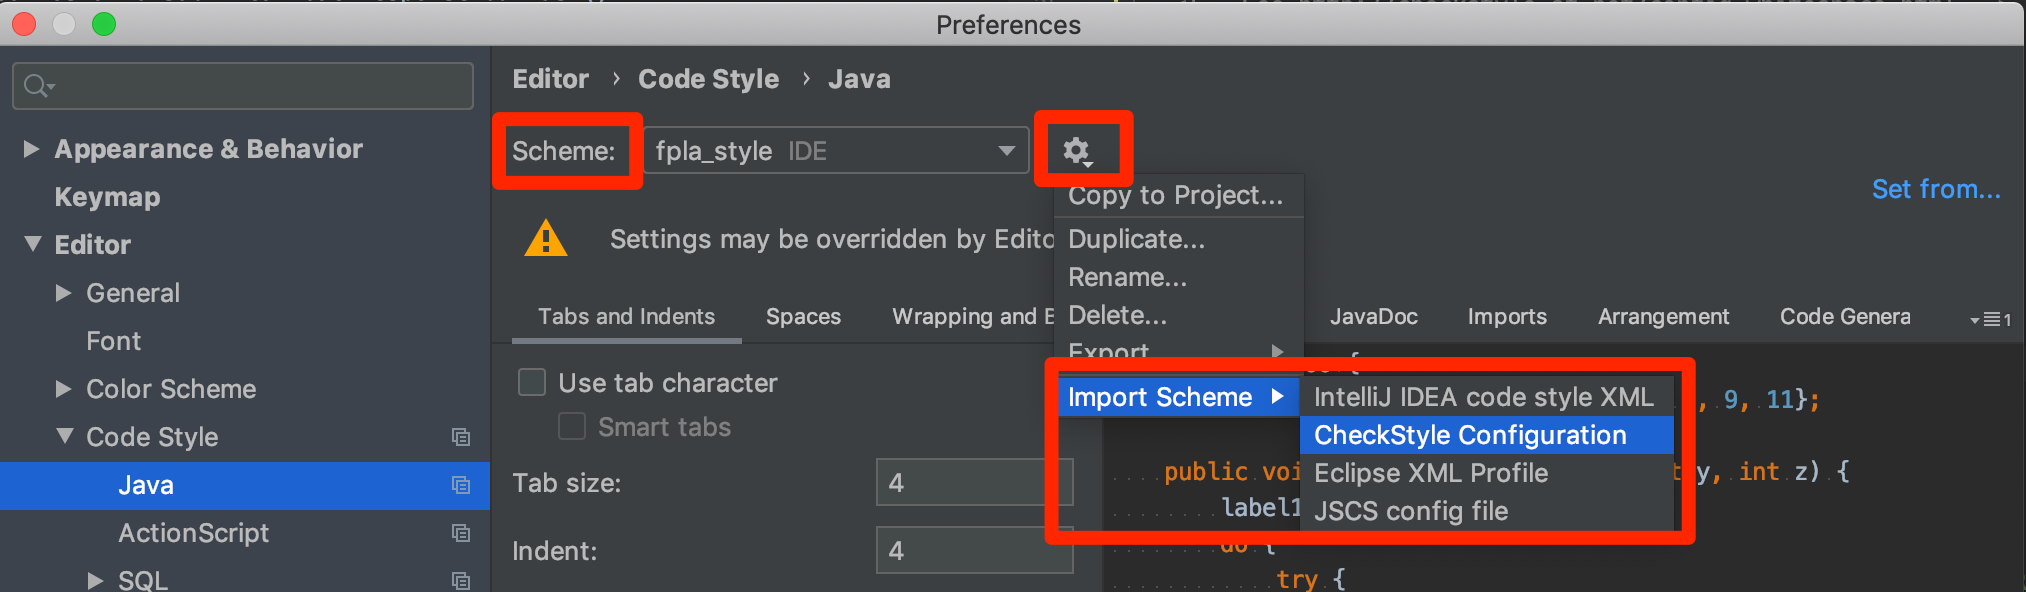 Preferences
Editor › Code Style › Java
Scheme: fpla_style IDE
Set from...
Settings may be overridden by Edito
Tabs and Indents Spaces Wrapping and B JavaDoc Imports Arrangement Code Genera 1
Use tab character
Smart tabs
Tab size: 4
Indent: 4
Appearance & Behavior
Keymap
Editor
General
Font
Color Scheme
Code Style
Java
ActionScript
SQL
Copy to Project...
Duplicate...
Rename...
Delete...
Export
Import Scheme
IntelliJ IDEA code style XML
CheckStyle Configuration
Eclipse XML Profile
JSCS config file
{
, 9, 11};
public voi y, int z) {
label1
do {
try {